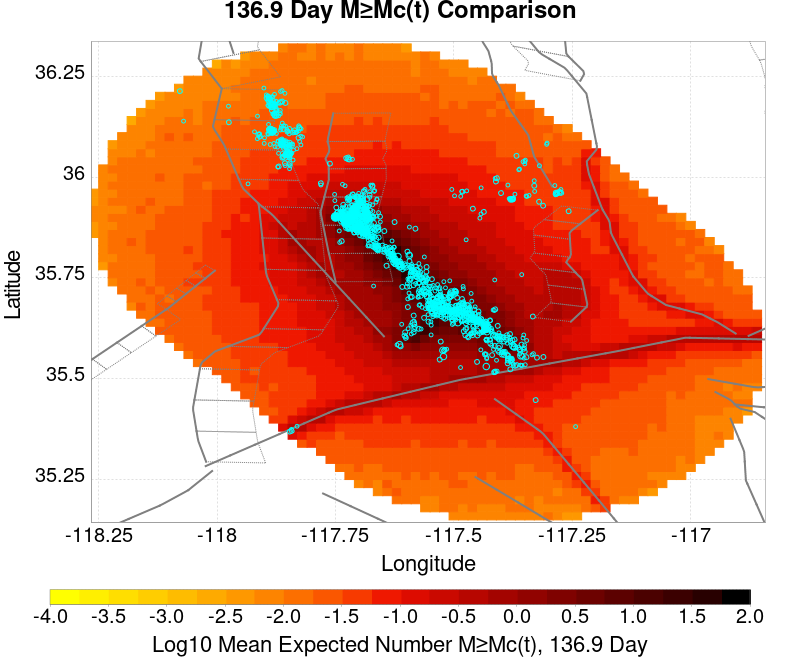 136.9 Day M≥Mc(t) Comparison
36.25
36
35.75
35.5
35.25
Latitude
-118.25 -118 -117.75 -117.5 -117.25 -117
Longitude
-4.0 -3.5 -3.0 -2.5 -2.0 -1.5 -1.0 -0.5 0.0 0.5 1.0 1.5 2.0
Log10 Mean Expected Number M≥Mc(t), 136.9 Day